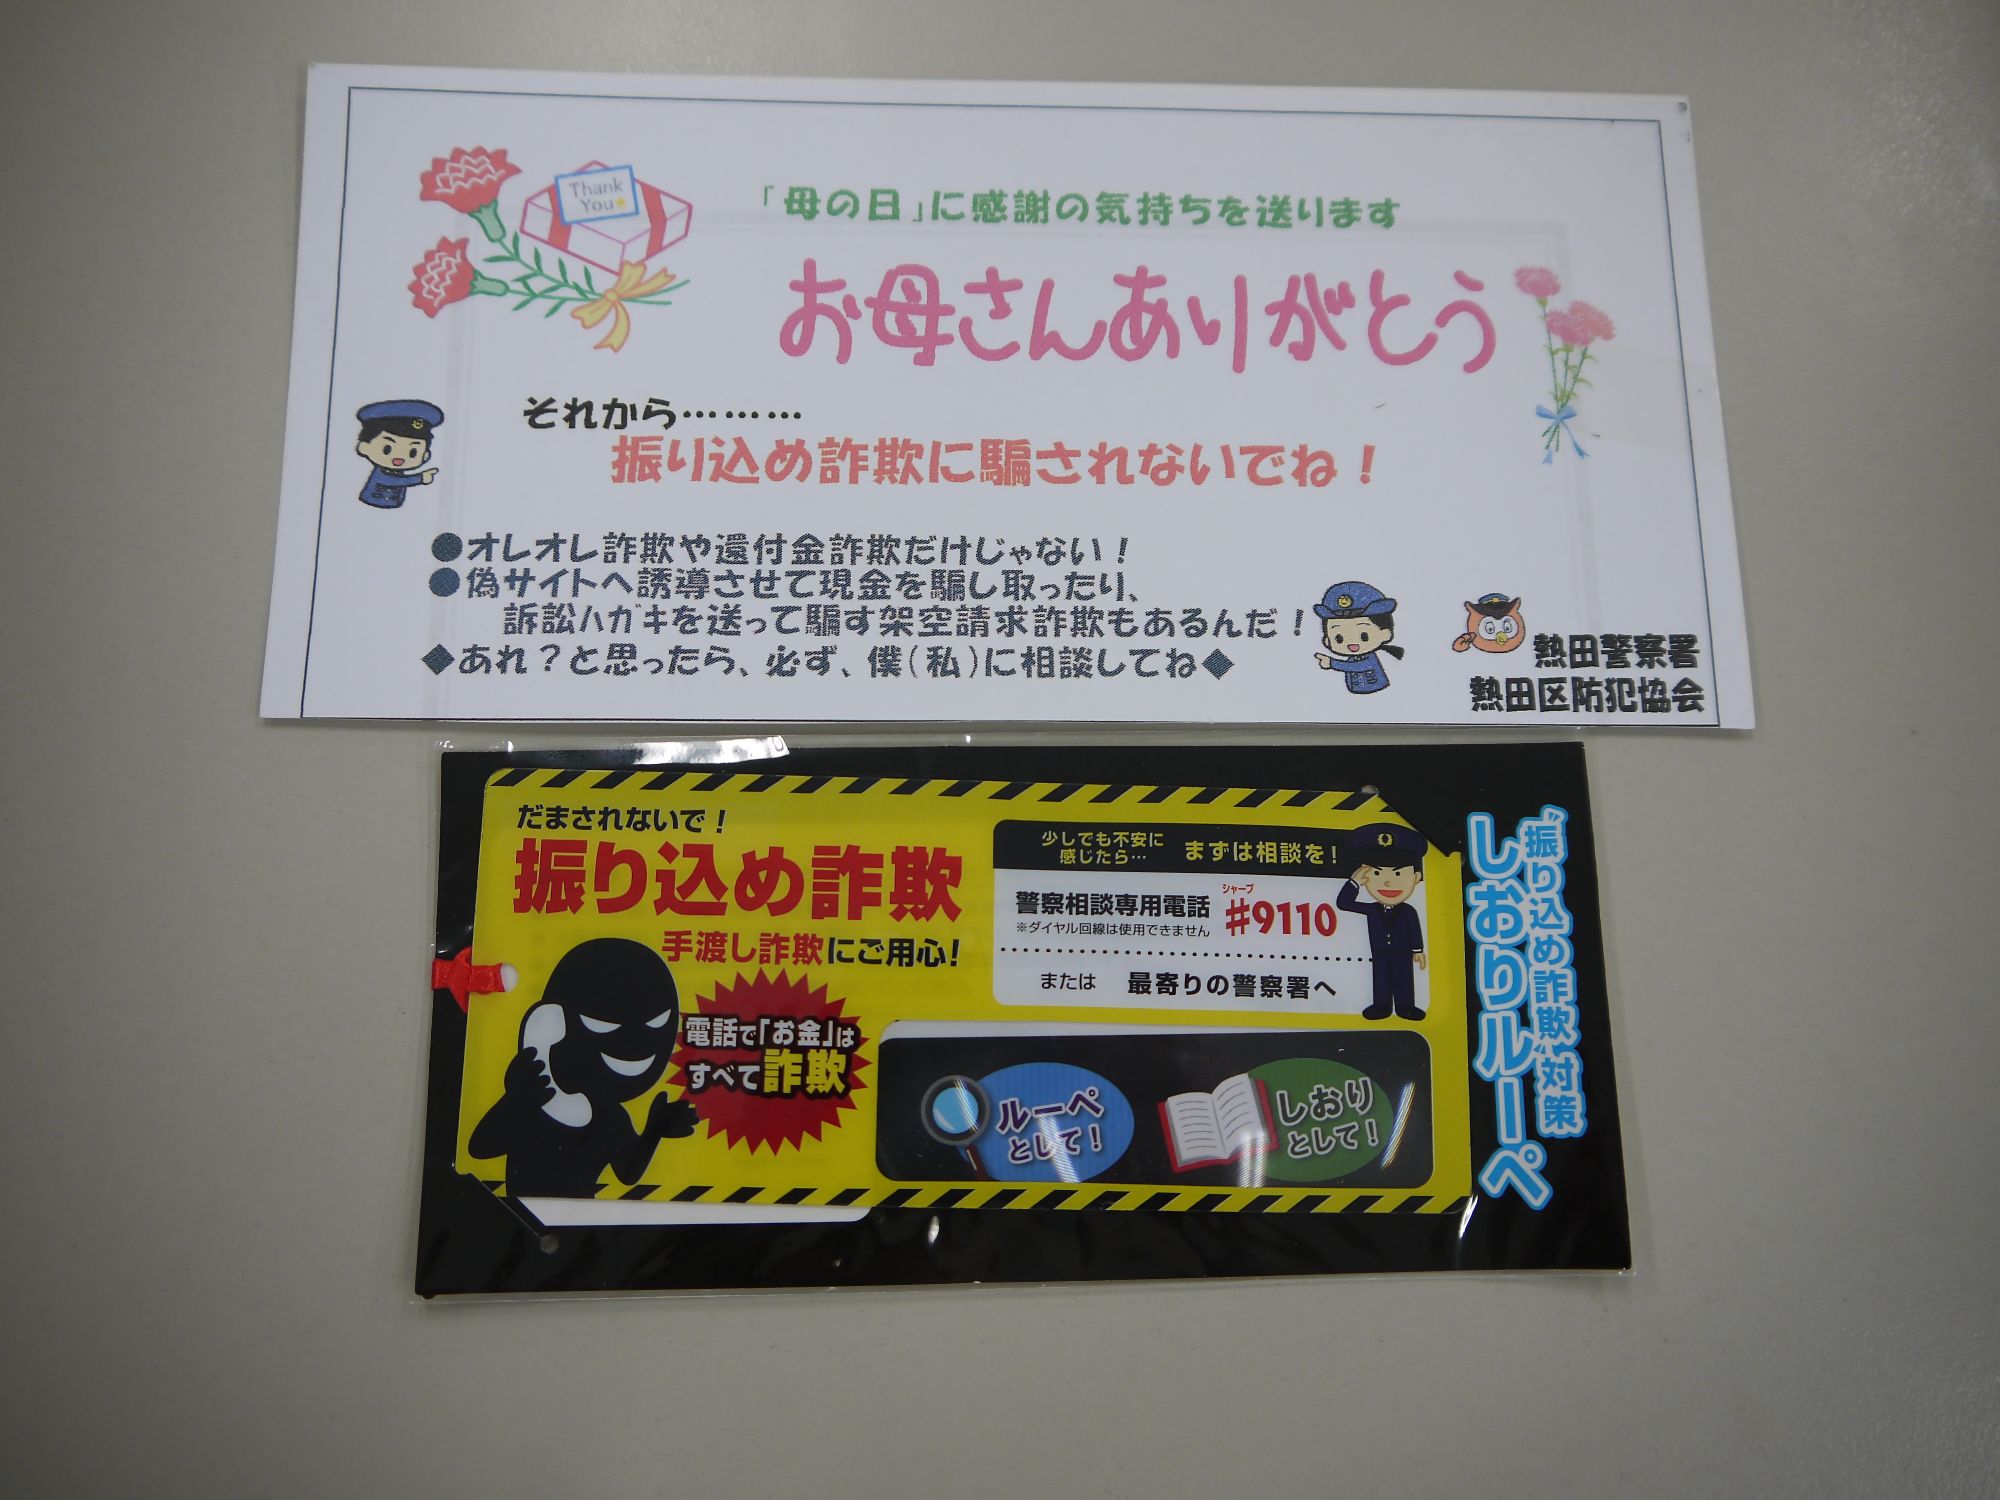 Thank
You
「母の日」に感謝の気持ちを送ります
お母さんありがとう
それから………
振り込め詐欺に騙されないでね！
●オレオレ詐欺や還付金詐欺だけじゃない！
●偽サイトへ誘導させて現金を騙し取ったり、
訴訟ハガキを送って騙す架空請求詐欺もあるんだ！
◆あれ？と思ったら、必ず、僕(私)に相談してね◆
熱田警察署
熱田区防犯協会
だまされないで！
振り込め詐欺
手渡し詐欺にご用心!
電話で「お金」は
すべて詐欺
少しでも不安に
感じたら…
まずは相談を！
警察相談専用電話
シャープ
#9110
※ダイヤル回線は使用できません
または 最寄りの警察署へ
ルーペ
として！
しおり
として！
"振り込め詐欺"対策
しおりルーペ